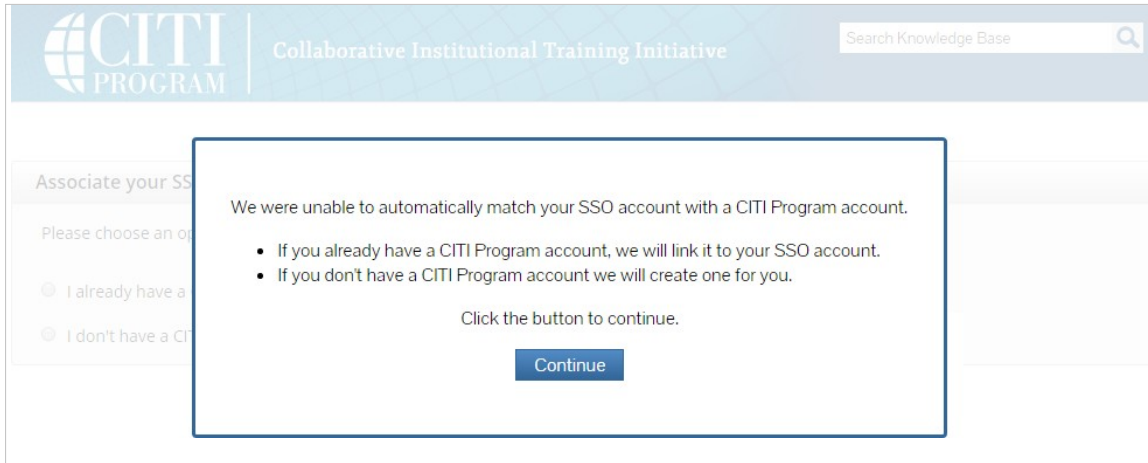 CITI
PROGRAM
Collaborative Institutional Training Initiative
Search Knowledge Base
Associate your SS
Please choose an op
I already have a
I don't have a CI
We were unable to automatically match your SSO account with a CITI Program account.
• If you already have a CITI Program account, we will link it to your SSO account.
• If you don't have a CITI Program account we will create one for you.
Click the button to continue.
Continue